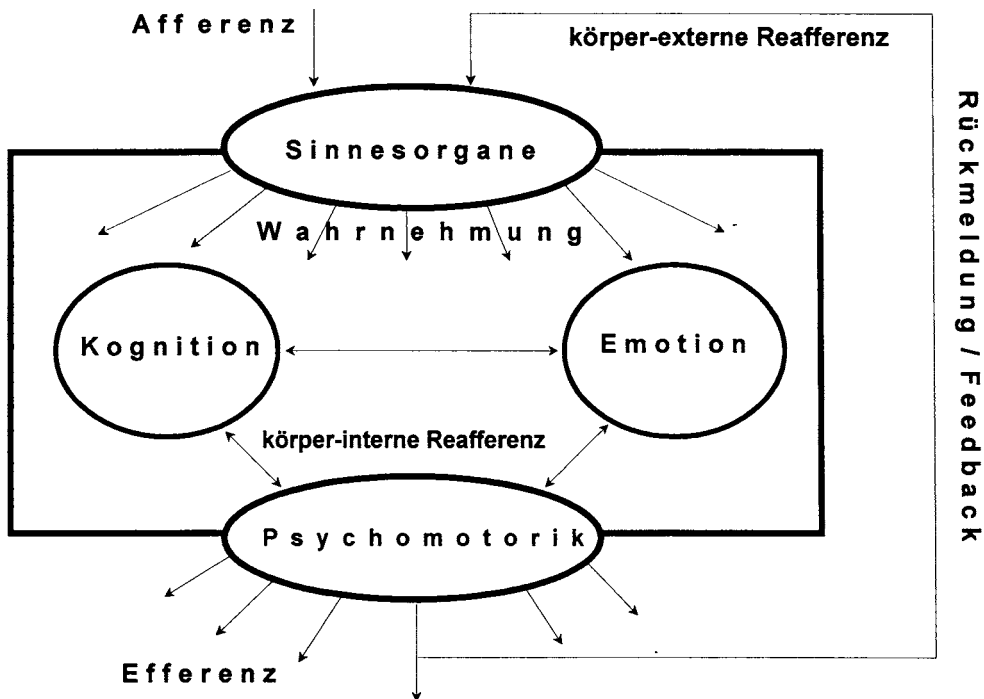 Afferenz
körper-externe Reafferenz
Sinnesorgane
Wahrnehmung
Kognition
Emotion
körper-interne Reafferenz
Psychomotorik
Efferenz
Rückmeldung / Feedback